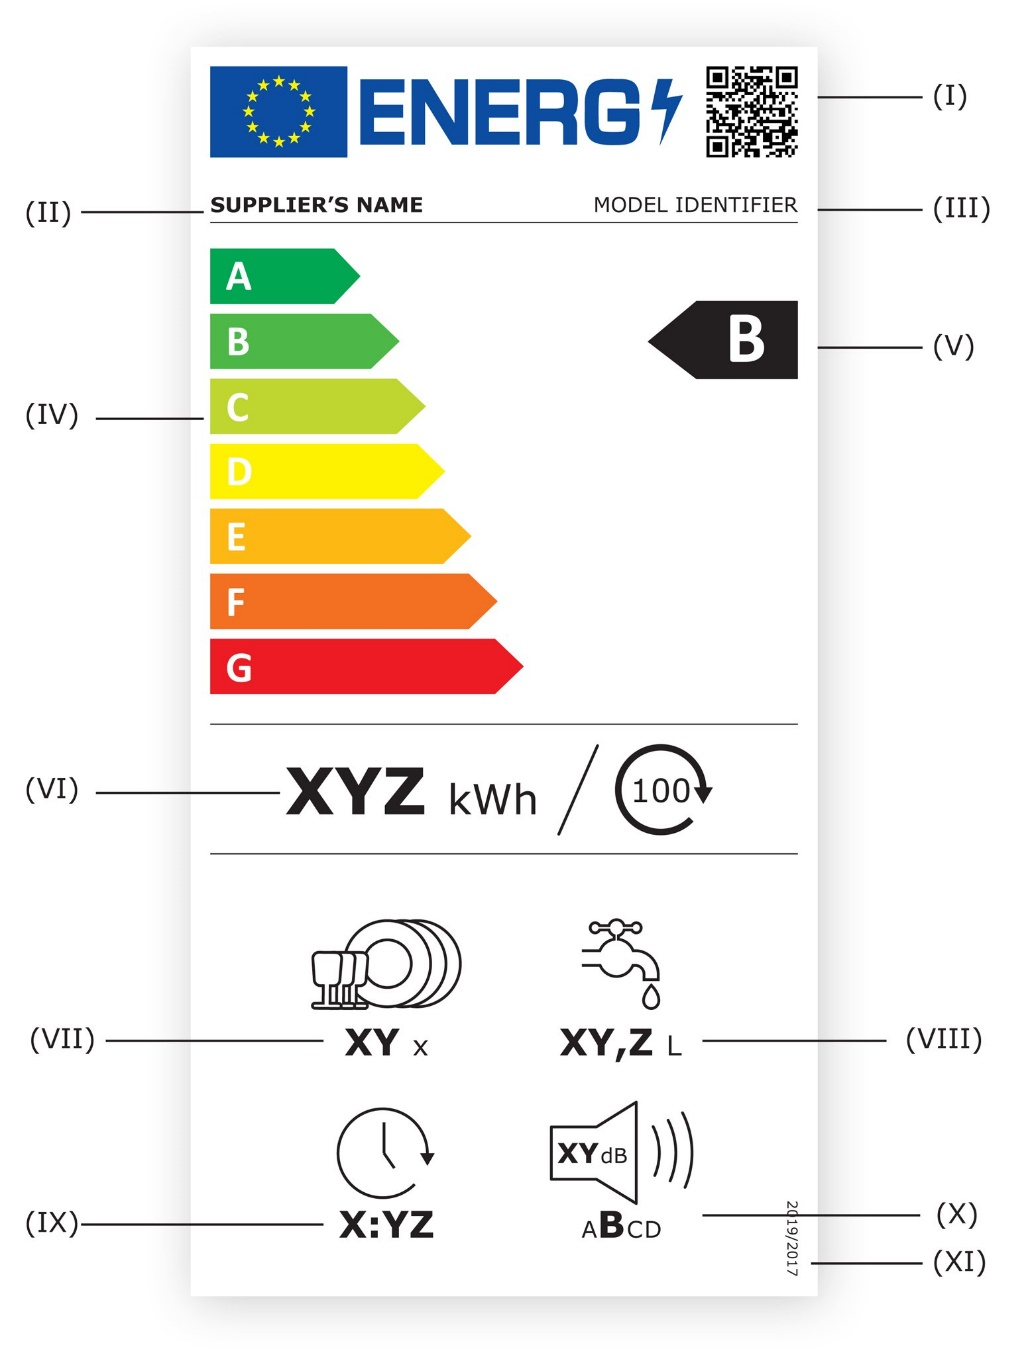 ENERG
(I)
(II)
SUPPLIER’S NAME
MODEL IDENTIFIER
(III)
A
B
C
D
E
F
G
B
(IV)
(V)
(VI)
XYZ kWh / 100
(VII)
XY x
XY,Z L
(VIII)
XY dB
(IX)
X:YZ
ABCD
(X)
2019/2017
(XI)